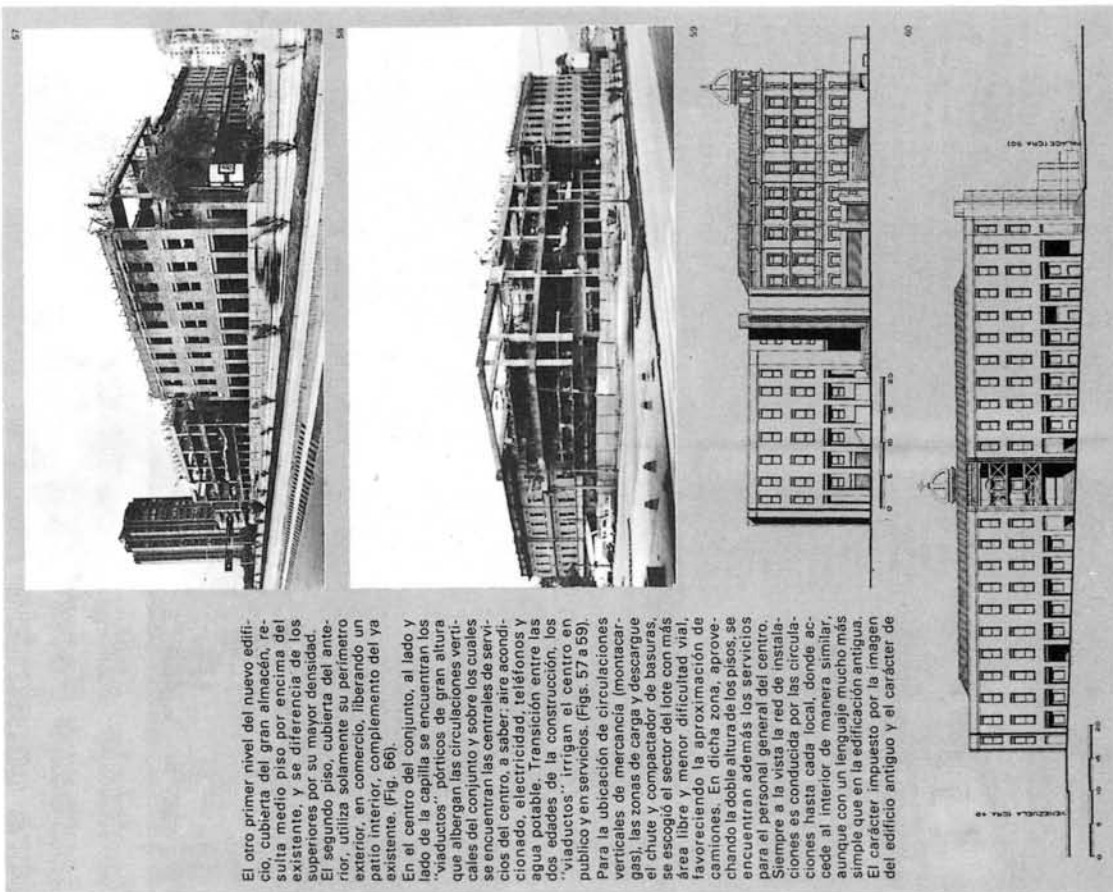 El otro primer nivel del nuevo edifi-
cio, cubierta del gran almacén, re-
sulta medio piso por encima del
existente, y se diferencia de los
superiores por su mayor densidad.
El segundo piso, cubierta del ante-
rior, utiliza solamente su perímetro
exterior, en comercio, liberando un
patio interior, complemento del ya
existente. (Fig. 66).
En el centro del conjunto, al lado y
lado de la capilla se encuentran los
"viaductos" pórticos de gran altura
que albergan las circulaciones verti-
cales del conjunto y sobre los cuales
se encuentran las centrales de servi-
cios del centro, a saber: aire acondi-
cionado, electricidad, teléfonos y
agua potable. Transición entre las
dos edades de la construcción, los
"viaductos" irrigan el centro en
publico y en servicios. (Figs. 57 a 59).
Para la ubicación de circulaciones
verticales de mercancía (montacar-
gas), las zonas de carga y descargue
el chute y compactador de basuras,
se escogió el sector del lote con más
área libre y menor dificultad vial,
favoreciendo la aproximación de
camiones. En dicha zona, aprove-
chando la doble altura de los pisos, se
encuentran además los servicios
para el personal general del centro.
Siempre a la vista la red de instala-
ciones es conducida por las circula-
ciones hasta cada local, donde ac-
cede al interior de manera similar,
aunque con un lenguaje mucho más
simple que en la edificación antigua,
El carácter impuesto por la imagen
del edificio antiguo y el carácter de
57
58
59
60
VENEZUELA (CRA. 49
PALACE (CRA 50)